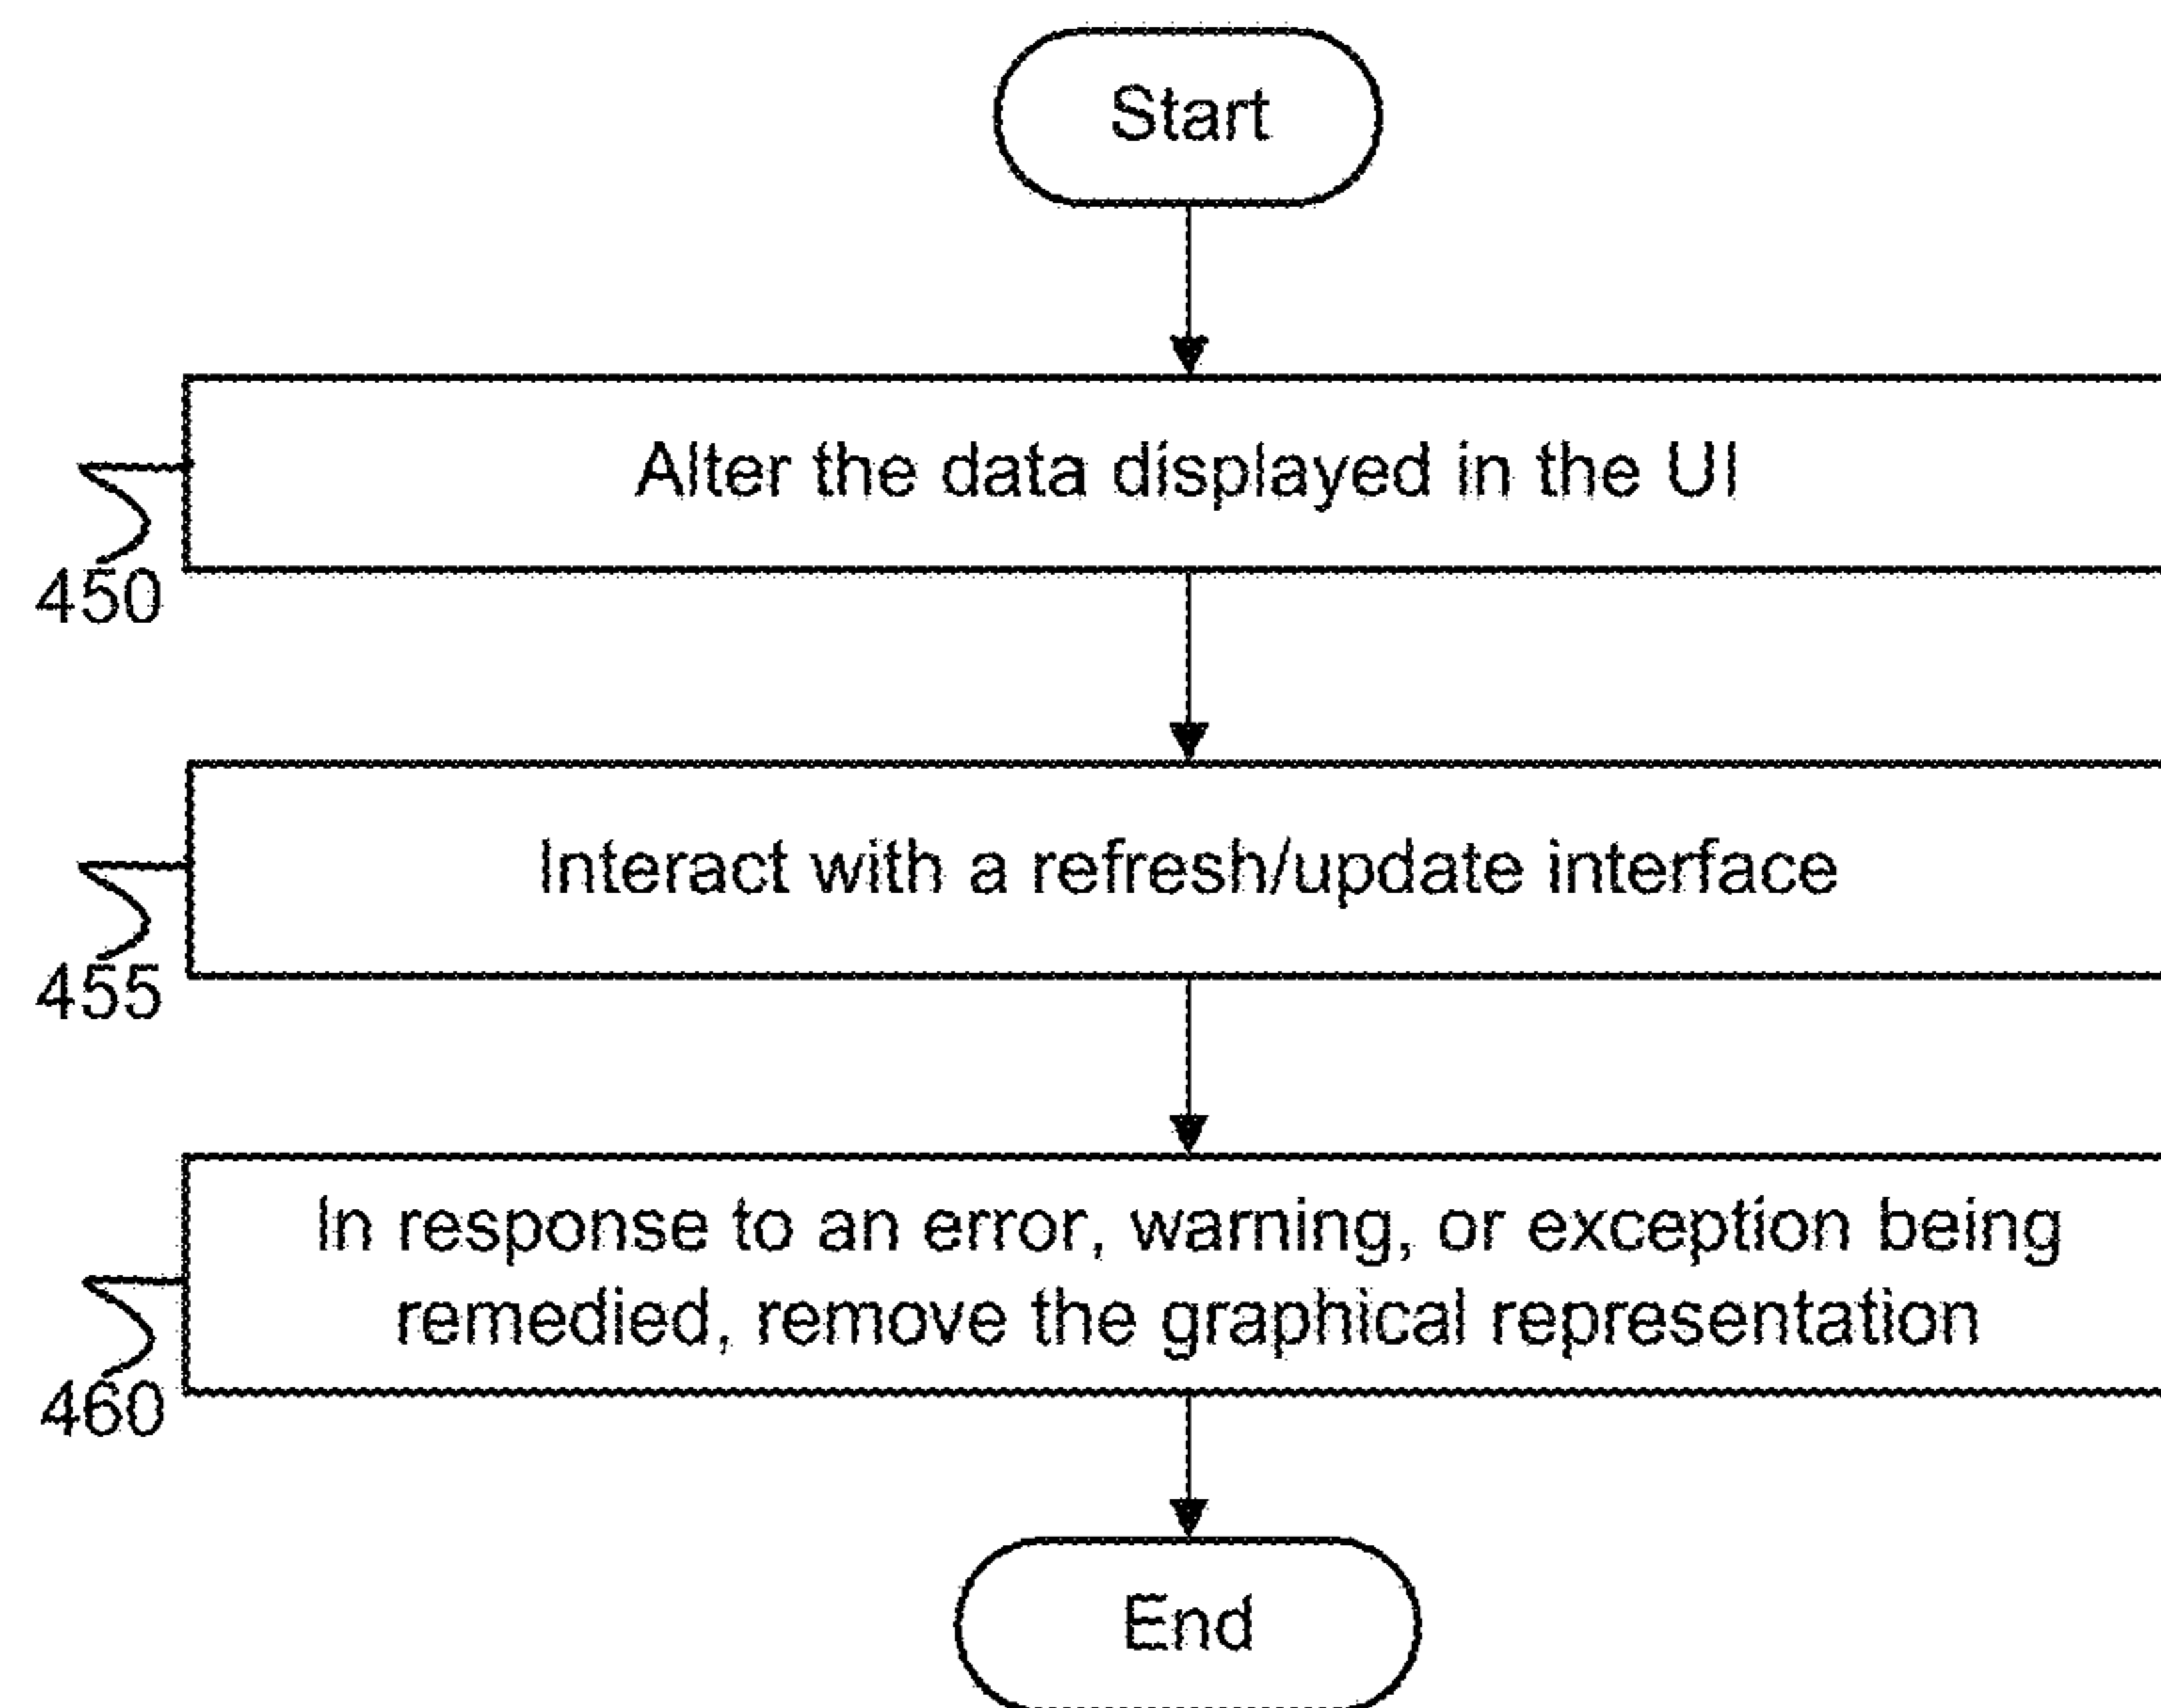 Start
Alter the data displayed in the UI
450
Interact with a refresh/update interface
455
In response to an error, warning, or exception being
remedied, remove the graphical representation
460
End